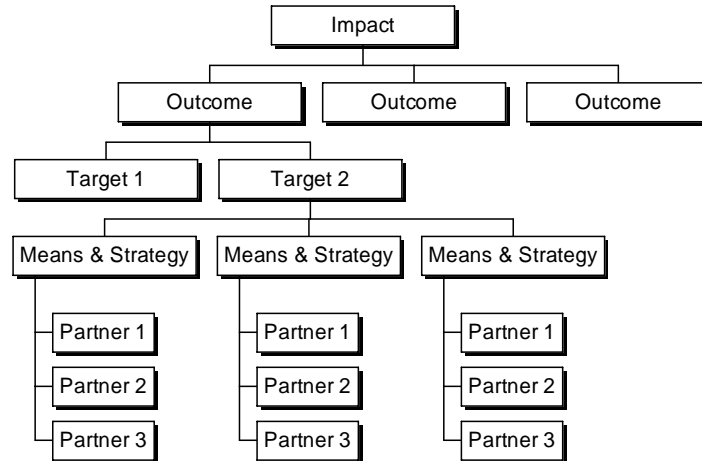 Impact
Outcome
Outcome
Outcome
Target 1
Target 2
Means & Strategy
Means & Strategy
Means & Strategy
Partner 1
Partner 1
Partner 1
Partner 2
Partner 2
Partner 2
Partner 3
Partner 3
Partner 3